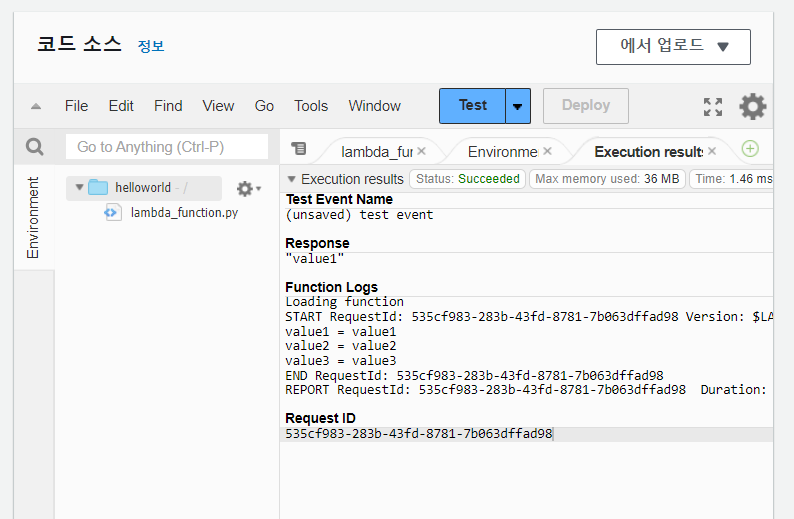 코드 소스 정보
에서 업로드
File Edit Find View Go Tools Window Test Deploy
Go to Anything (Ctrl-P)
lambda_fur
Environme
Execution results
Environment
helloworld - /
lambda_function.py
Execution results Status: Succeeded Max memory used: 36 MB Time: 1.46 ms
Test Event Name
(unsaved) test event
Response
"value1"
Function Logs
Loading function
START RequestId: 535cf983-283b-43fd-8781-7b063dffad98 Version: $LA
value1 = value1
value2 = value2
value3 = value3
END RequestId: 535cf983-283b-43fd-8781-7b063dffad98
REPORT RequestId: 535cf983-283b-43fd-8781-7b063dffad98 Duration:
Request ID
535cf983-283b-43fd-8781-7b063dffad98